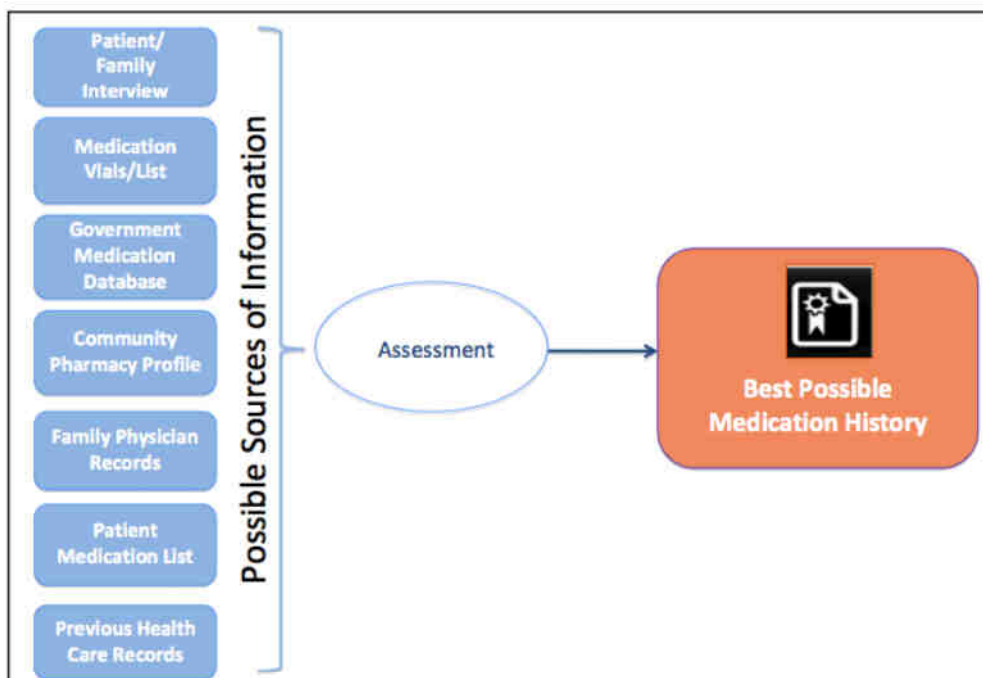 Patient/
Family
Interview
Medication
Vials/List
Government
Medication
Database
Community
Pharmacy Profile
Family Physician
Records
Patient
Medication List
Previous Health
Care Records
Possible Sources of Information
Assessment
Best Possible
Medication History